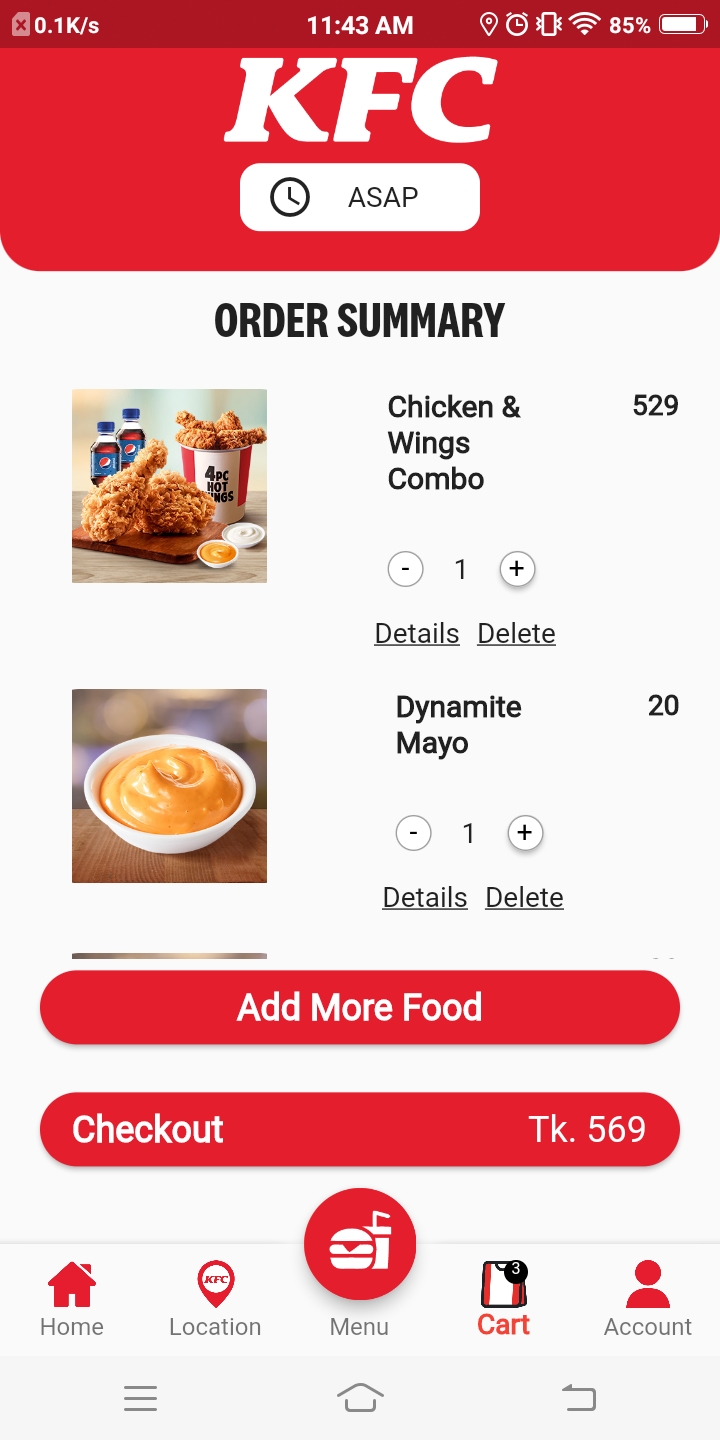 0.1K/s 11:43 AM 85%
KFC
ASAP
ORDER SUMMARY
Chicken & 529
Wings
Combo
4PC
HOT
WINGS
- 1 +
Details Delete
Dynamite 20
Mayo
- 1 +
Details Delete
Add More Food
Checkout Tk. 569
KFC
3
Home Location Menu Cart Account